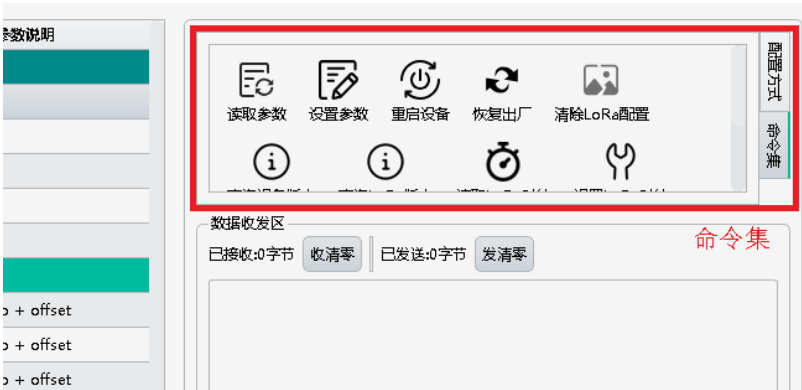 参数说明
读取参数 设置参数 重启设备 恢复出厂 清除LoRa配置
配置方式
命令集
数据收发区
已接收:0字节 收清零 已发送:0字节 发清零
命令集
+ offset
+ offset
+ offset